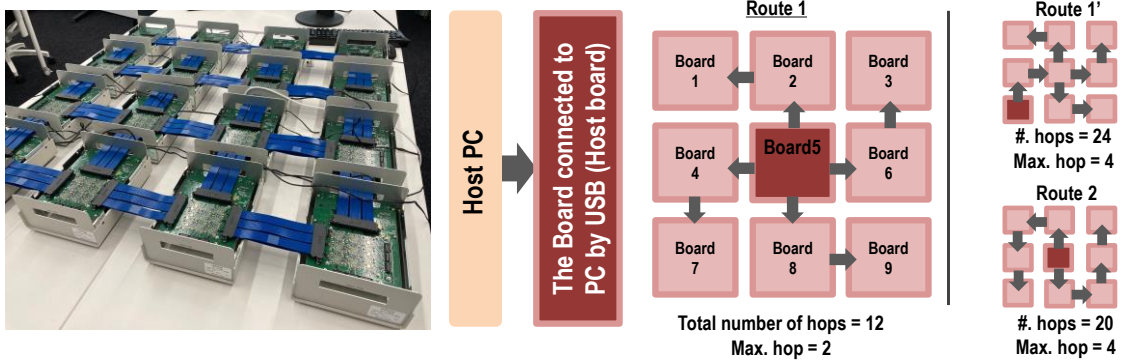 Host PC
The Board connected to
PC by USB (Host board)
Route 1
Board
1
Board
2
Board
3
Board
4
Board5
Board
6
Board
7
Board
8
Board
9
Total number of hops = 12
Max. hop = 2
Route 1’
#. hops = 24
Max. hop = 4
Route 2
#. hops = 20
Max. hop = 4